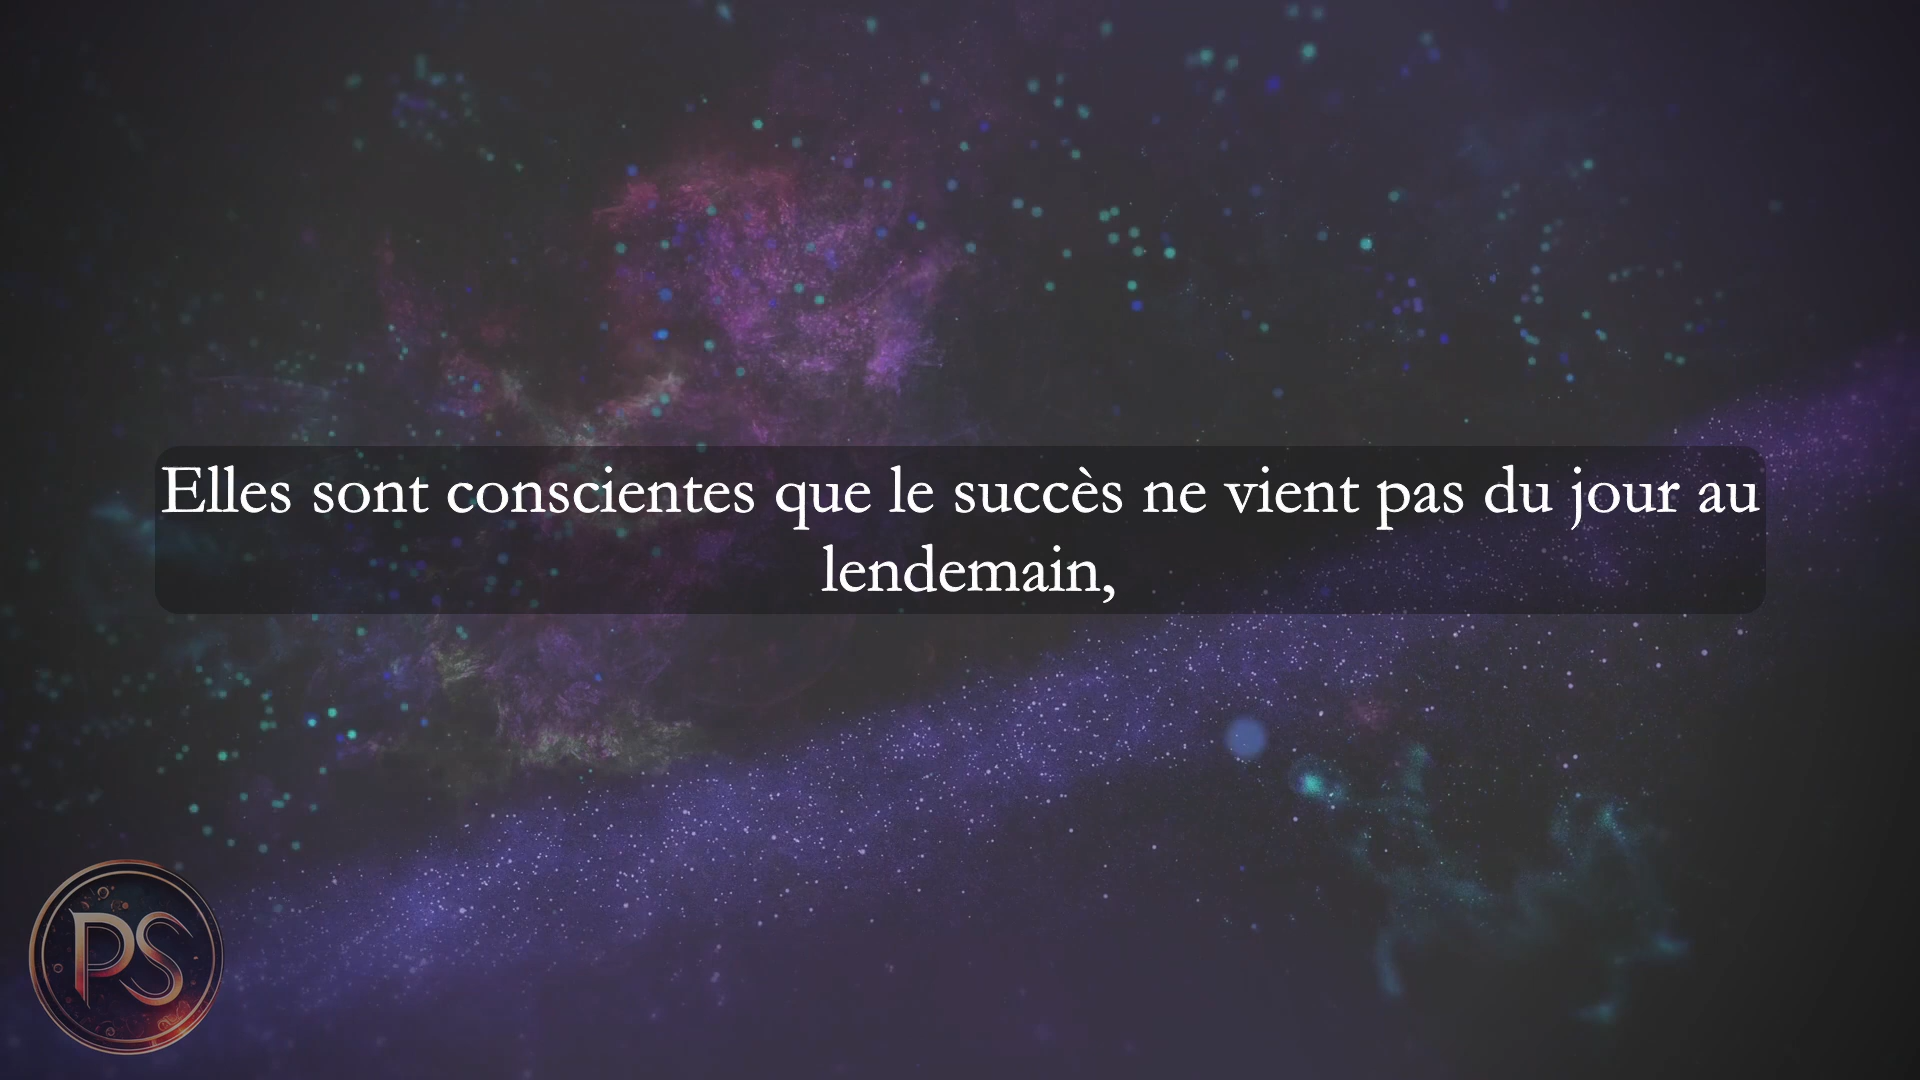 Elles sont conscientes que le succès ne vient pas du jour au
lendemain,
PS